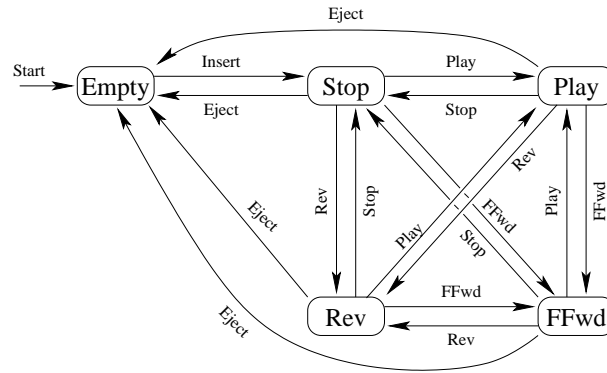 Eject
Start
Empty
Insert
Stop
Play
Play
Eject
Stop
Rev
Stop
Eject
Play
Rev
FFwd
Stop
Play
FFwd
Eject
Rev
FFwd
FFwd
Rev